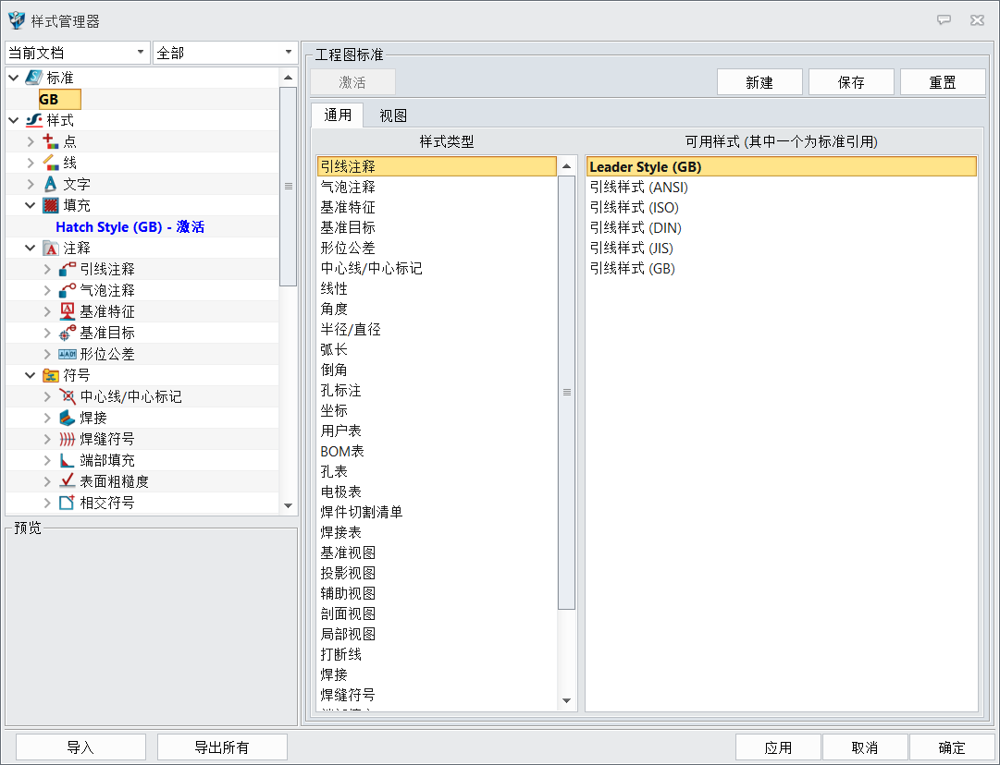 样式管理器
当前文档
全部
标准
GB
样式
点
线
文字
填充
Hatch Style (GB) - 激活
注释
引线注释
气泡注释
基准特征
基准目标
形位公差
符号
中心线/中心标记
焊接
焊缝符号
端部填充
表面粗糙度
相交符号
预览
导入
导出所有
工程图标准
激活
新建
保存
重置
通用
视图
样式类型
引线注释
气泡注释
基准特征
基准目标
形位公差
中心线/中心标记
线性
角度
半径/直径
弧长
倒角
孔标注
坐标
用户表
BOM表
孔表
电极表
焊件切割清单
焊接表
基准视图
投影视图
辅助视图
剖面视图
局部视图
打断线
焊接
焊缝符号
可用样式 (其中一个为标准引用)
Leader Style (GB)
引线样式 (ANSI)
引线样式 (ISO)
引线样式 (DIN)
引线样式 (JIS)
引线样式 (GB)
应用
取消
确定